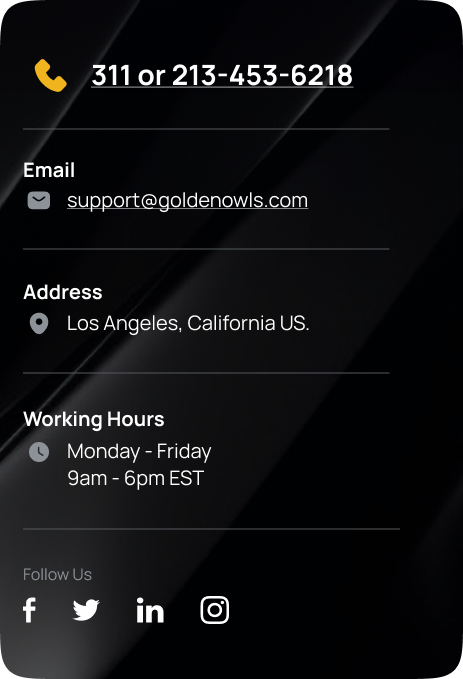 311 or 213-453-6218
Email
support@goldenowls.com
Address
Los Angeles, California US.
Working Hours
Monday - Friday
9am - 6pm EST
Follow Us